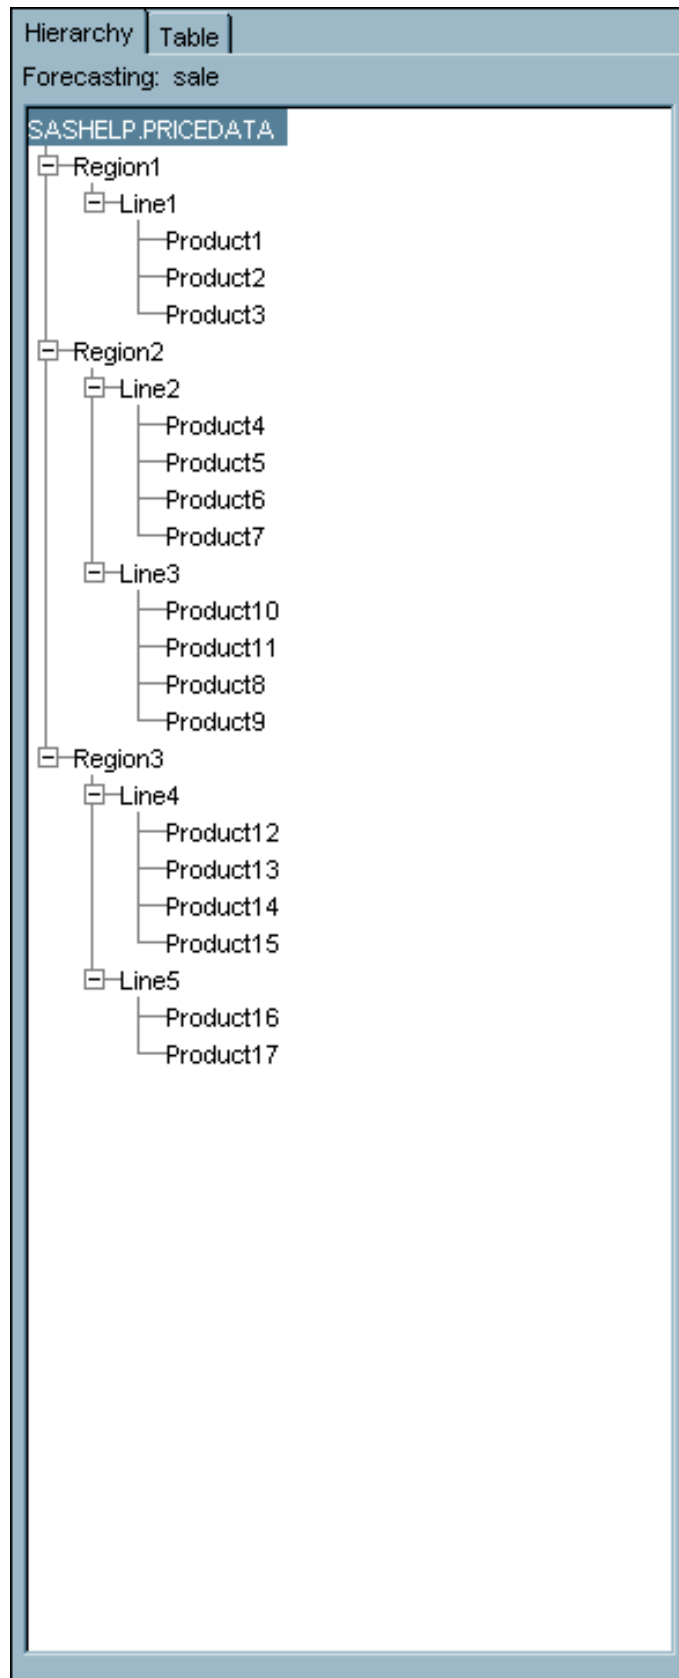 Hierarchy Table
Forecasting: sale
SASHELP.PRICEDATA
Region1
Line1
Product1
Product2
Product3
Region2
Line2
Product4
Product5
Product6
Product7
Line3
Product10
Product11
Product8
Product9
Region3
Line4
Product12
Product13
Product14
Product15
Line5
Product16
Product17